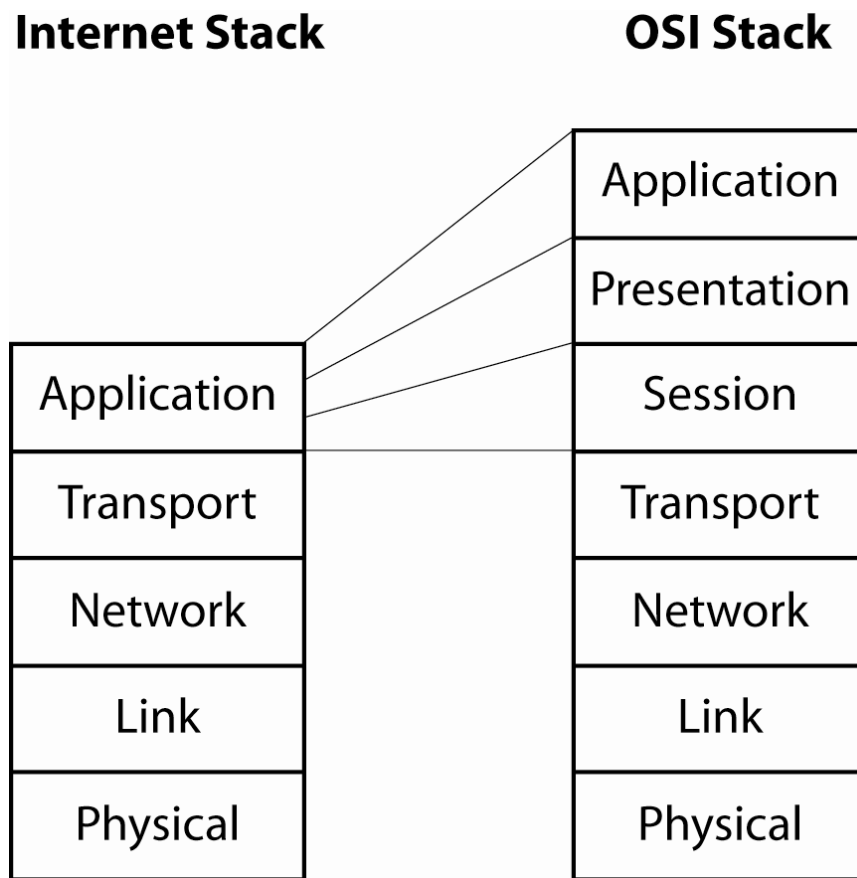 Internet Stack
OSI Stack
Application
Transport
Network
Link
Physical
Application
Presentation
Session
Transport
Network
Link
Physical